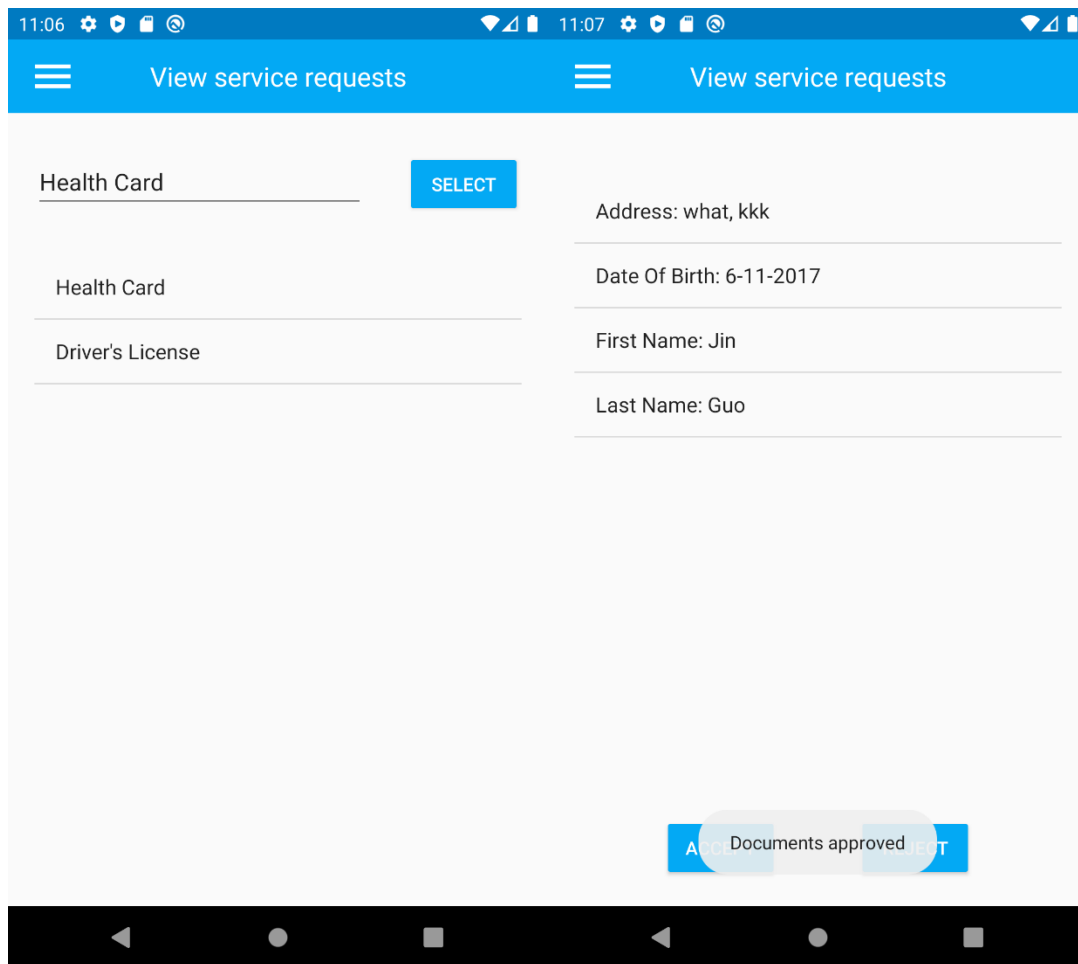 11:06
View service requests
Health Card
SELECT
Health Card
Driver's License
11:07
View service requests
Address: what, kkk
Date Of Birth: 6-11-2017
First Name: Jin
Last Name: Guo
Documents approved